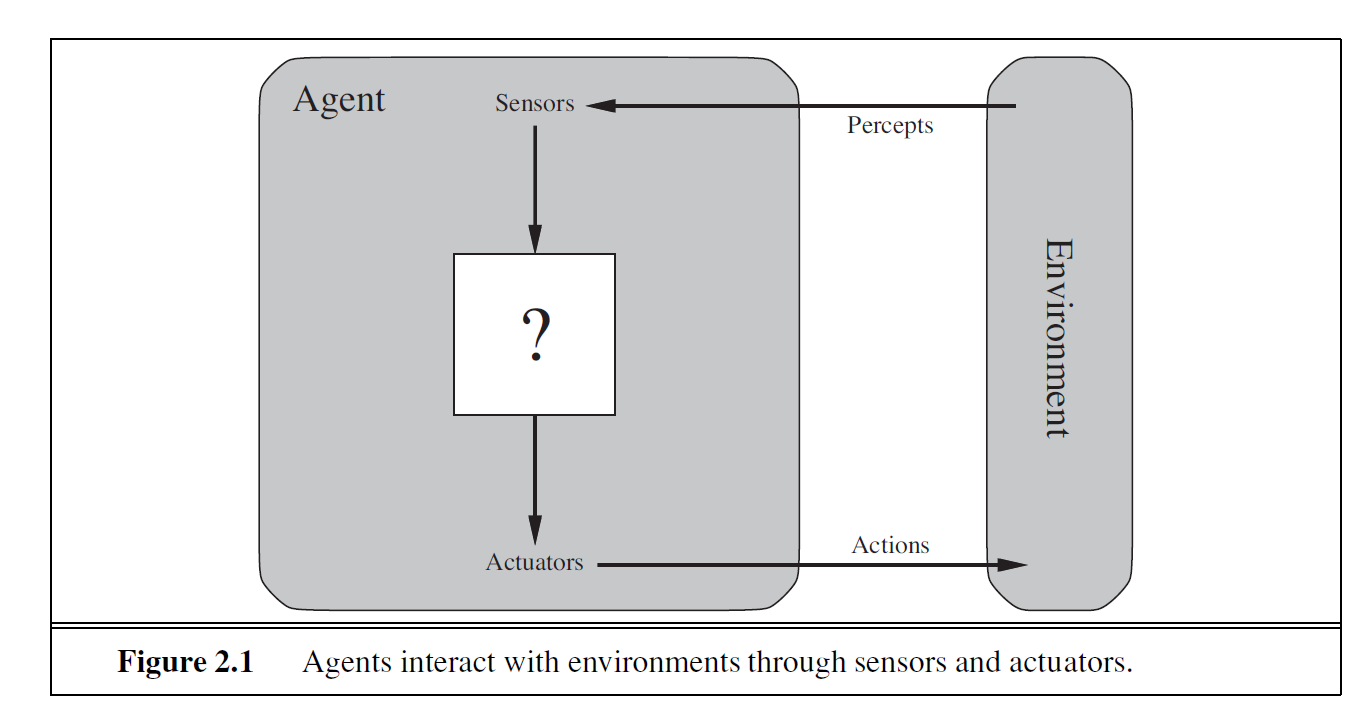 Agent
Sensors
Percepts
?
Environment
Actions
Actuators
Figure 2.1 Agents interact with environments through sensors and actuators.